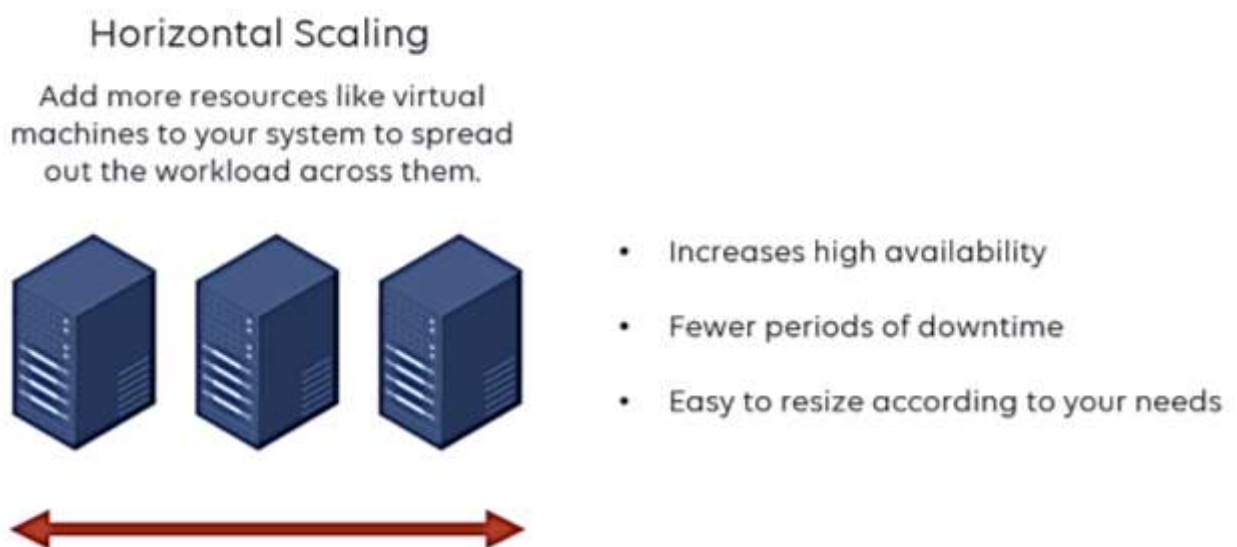 Horizontal Scaling
Add more resources like virtual
machines to your system to spread
out the workload across them.
• Increases high availability
• Fewer periods of downtime
• Easy to resize according to your needs